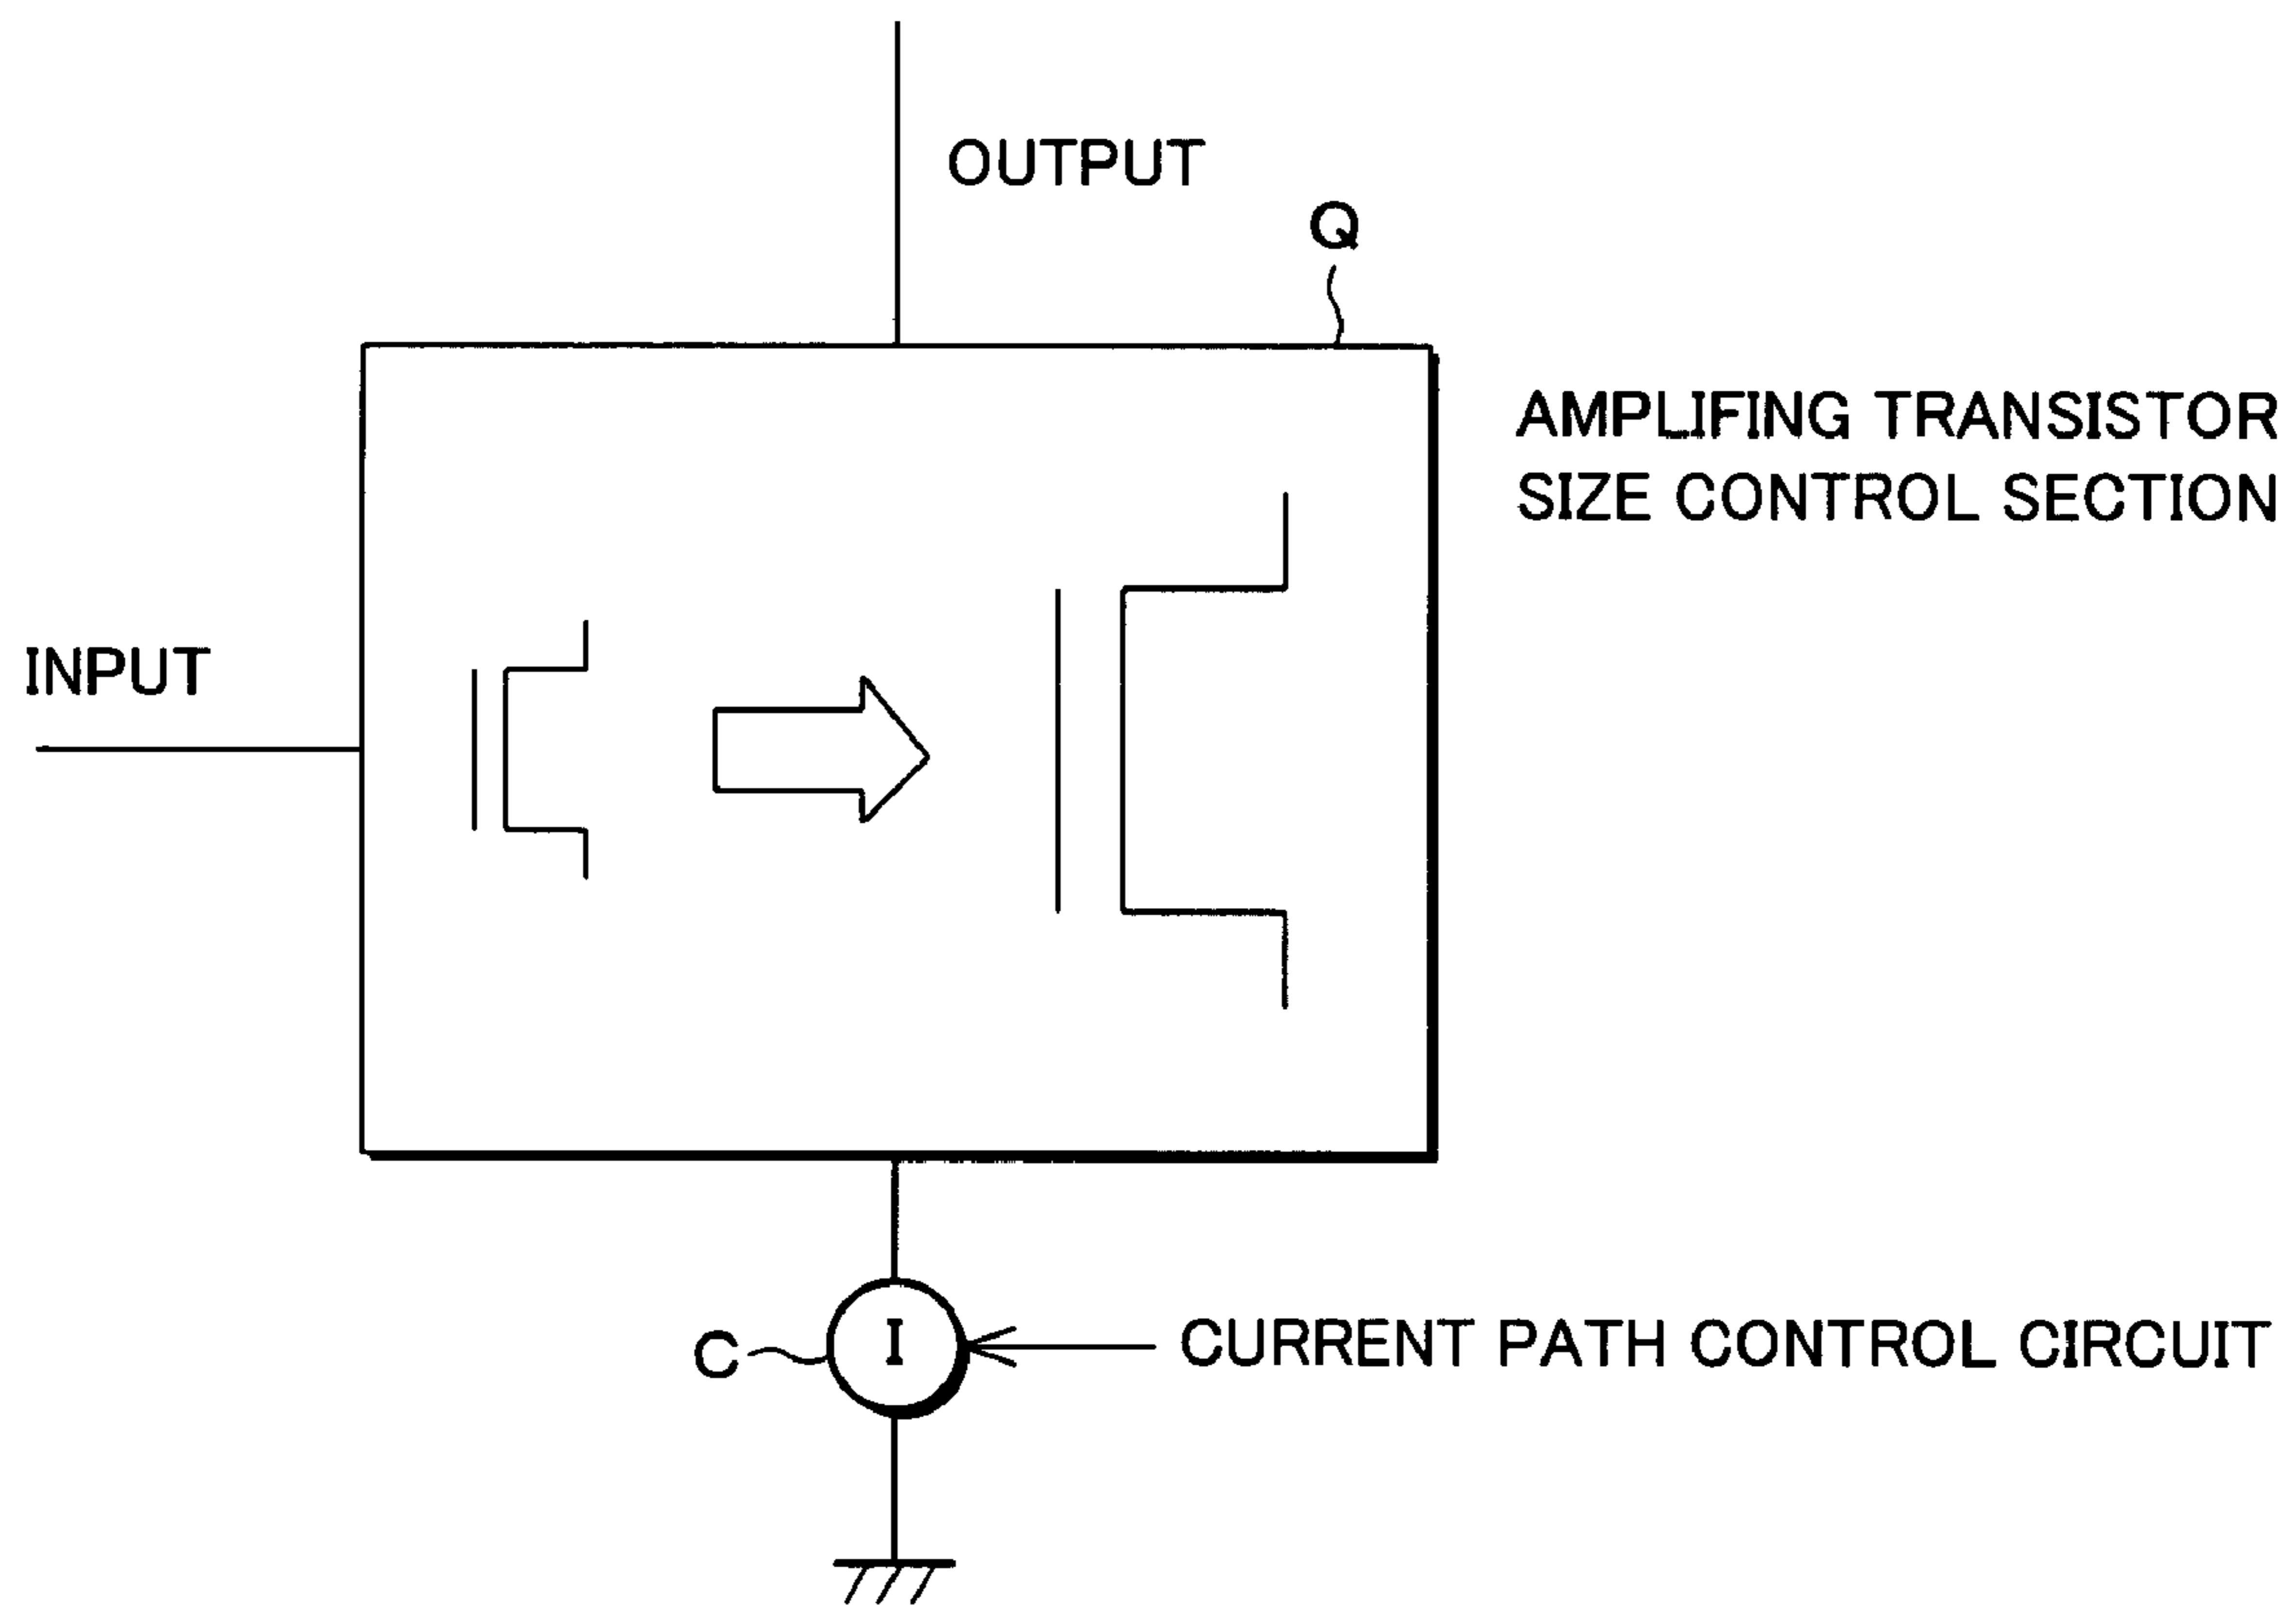 OUTPUT
Q
AMPLIFING TRANSISTOR
SIZE CONTROL SECTION
INPUT
I
C
CURRENT PATH CONTROL CIRCUIT